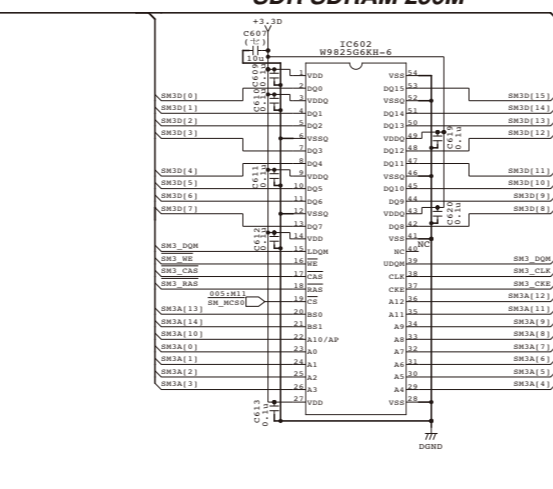 SDR SDRAM 256M
+3.3D
C607
(セ)
10u
IC602
W9825G6KH-6
C609
0.1u
C610
0.1u
C611
0.1u
C612
0.1u
C613
0.1u
C619
0.1u
C620
0.1u
1 VDD VSS 54
SM3D[0] 2 DQ0 DQ15 53 SM3D[15]
3 VDDQ VSSQ 52
SM3D[1] 4 DQ1 DQ14 51 SM3D[14]
SM3D[2] 5 DQ2 DQ13 50 SM3D[13]
6 VSSQ VDDQ 49
SM3D[3] 7 DQ3 DQ12 48 SM3D[12]
SM3D[4] 8 DQ4 DQ11 47 SM3D[11]
9 VDDQ VSSQ 46
SM3D[5] 10 DQ5 DQ10 45 SM3D[10]
SM3D[6] 11 DQ6 DQ9 44 SM3D[9]
12 VSSQ VDDQ 43
SM3D[7] 13 DQ7 DQ8 42 SM3D[8]
14 VDD VSS 41
SM3_DQM 15 LDQM NC 40 NC
SM3_WE 16 WE UDQM 39 SM3_DQM
SM3_CAS 17 CAS CLK 38 SM3_CLK
SM3_RAS 18 RAS CKE 37 SM3_CKE
005:M11
SM_MCS0 19 CS A12 36 SM3A[12]
SM3A[13] 20 BS0 A11 35 SM3A[11]
SM3A[14] 21 BS1 A9 34 SM3A[9]
SM3A[10] 22 A10/AP A8 33 SM3A[8]
SM3A[0] 23 A0 A7 32 SM3A[7]
SM3A[1] 24 A1 A6 31 SM3A[6]
SM3A[2] 25 A2 A5 30 SM3A[5]
SM3A[3] 26 A3 A4 29 SM3A[4]
27 VDD VSS 28
DGND